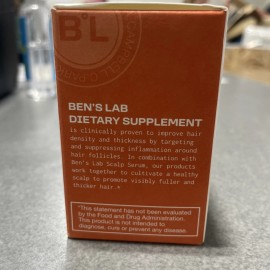 B L
BEN'S LAB
DIETARY SUPPLEMENT
is clinically proven to improve hair
density and thickness by targeting
and suppressing inflammation around
hair follicles. In combination with
Ben's Lab Scalp Serum, our products
work together to cultivate a healthy
scalp to promote visibly fuller and
thicker hair.*
*This statement has not been evaluated
by the Food and Drug Administration.
This product is not intended to
diagnose, cure or prevent any disease.